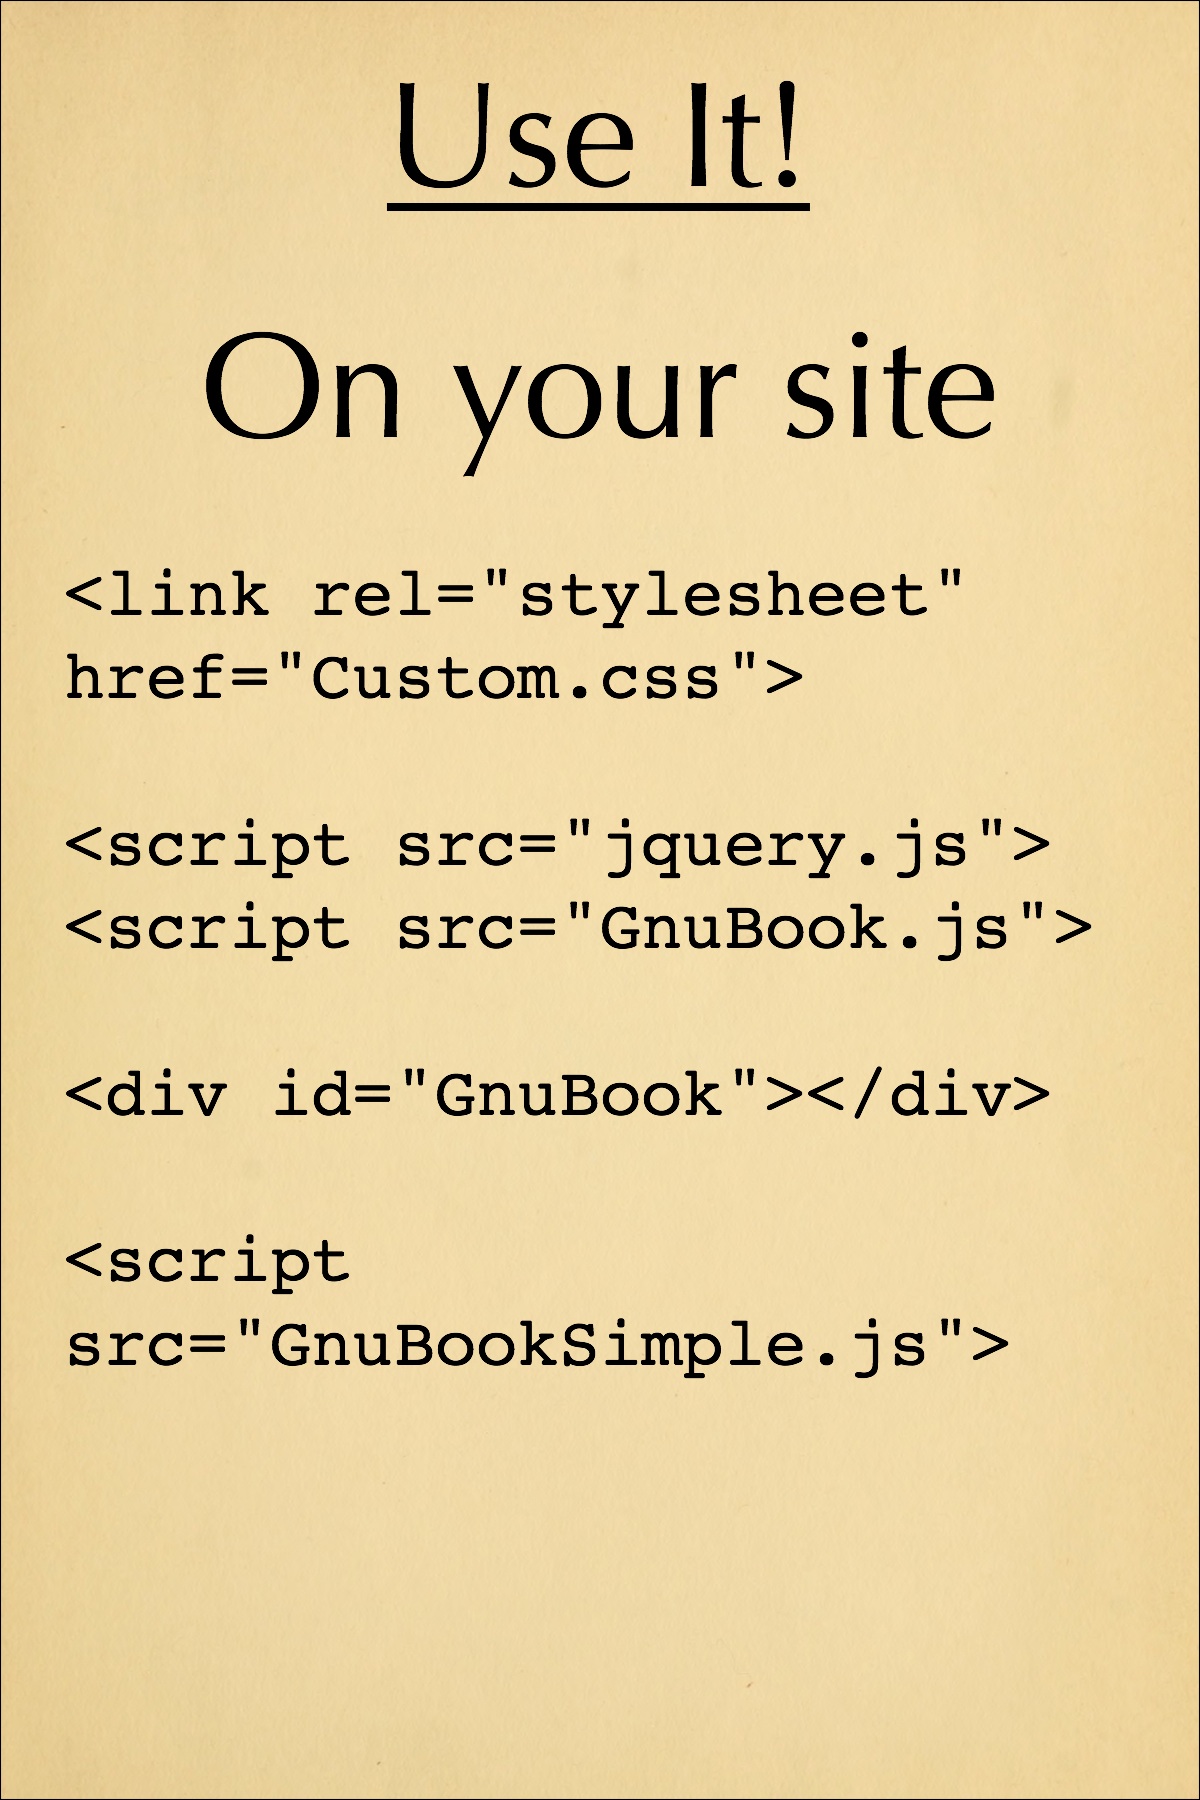 Use It!
On your site
<link rel="stylesheet"
href="Custom.css">
<script src="jquery.js">
<script src="GnuBook.js">
<div id="GnuBook"></div>
<script
src="GnuBookSimple.js">